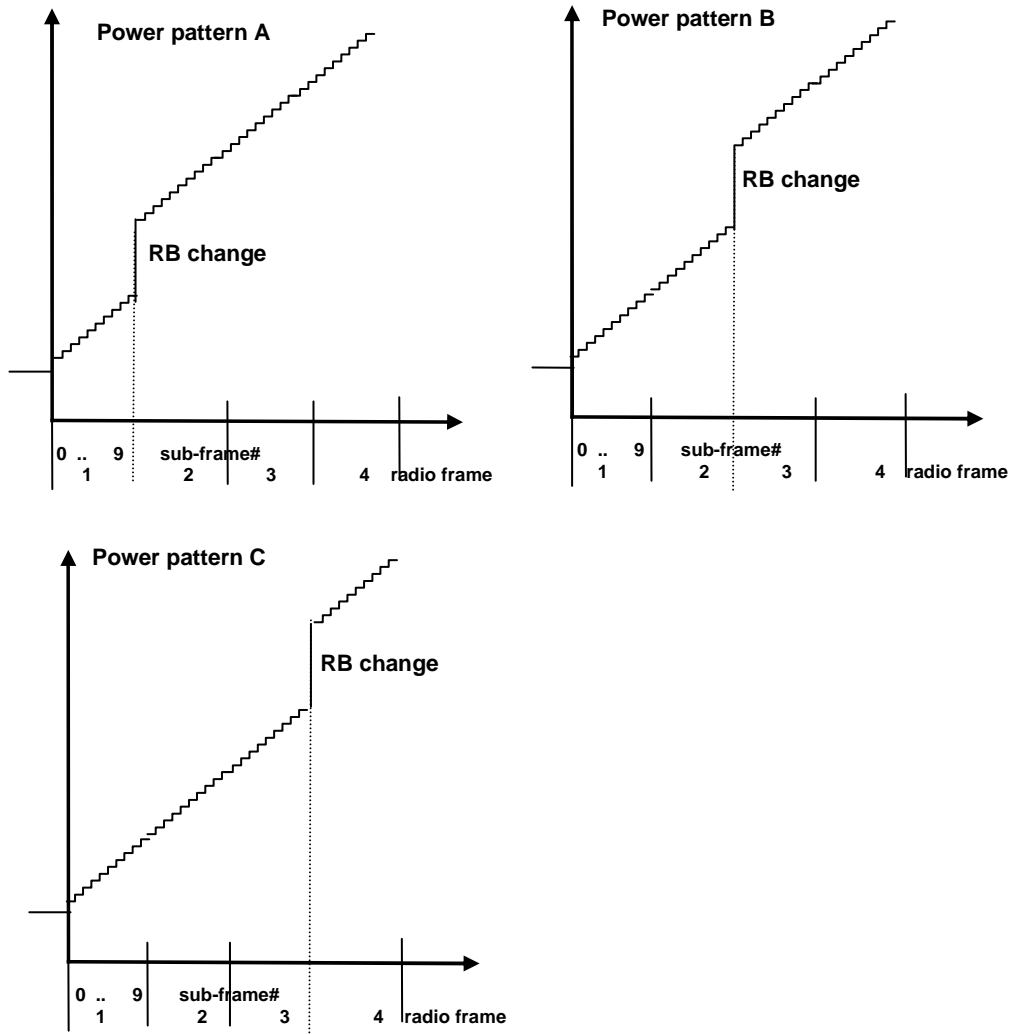 Power pattern A
RB change
0 .. 9 sub-frame#
1 2 3 4 radio frame
Power pattern B
RB change
0 .. 9 sub-frame#
1 2 3 4 radio frame
Power pattern C
RB change
0 .. 9 sub-frame#
1 2 3 4 radio frame